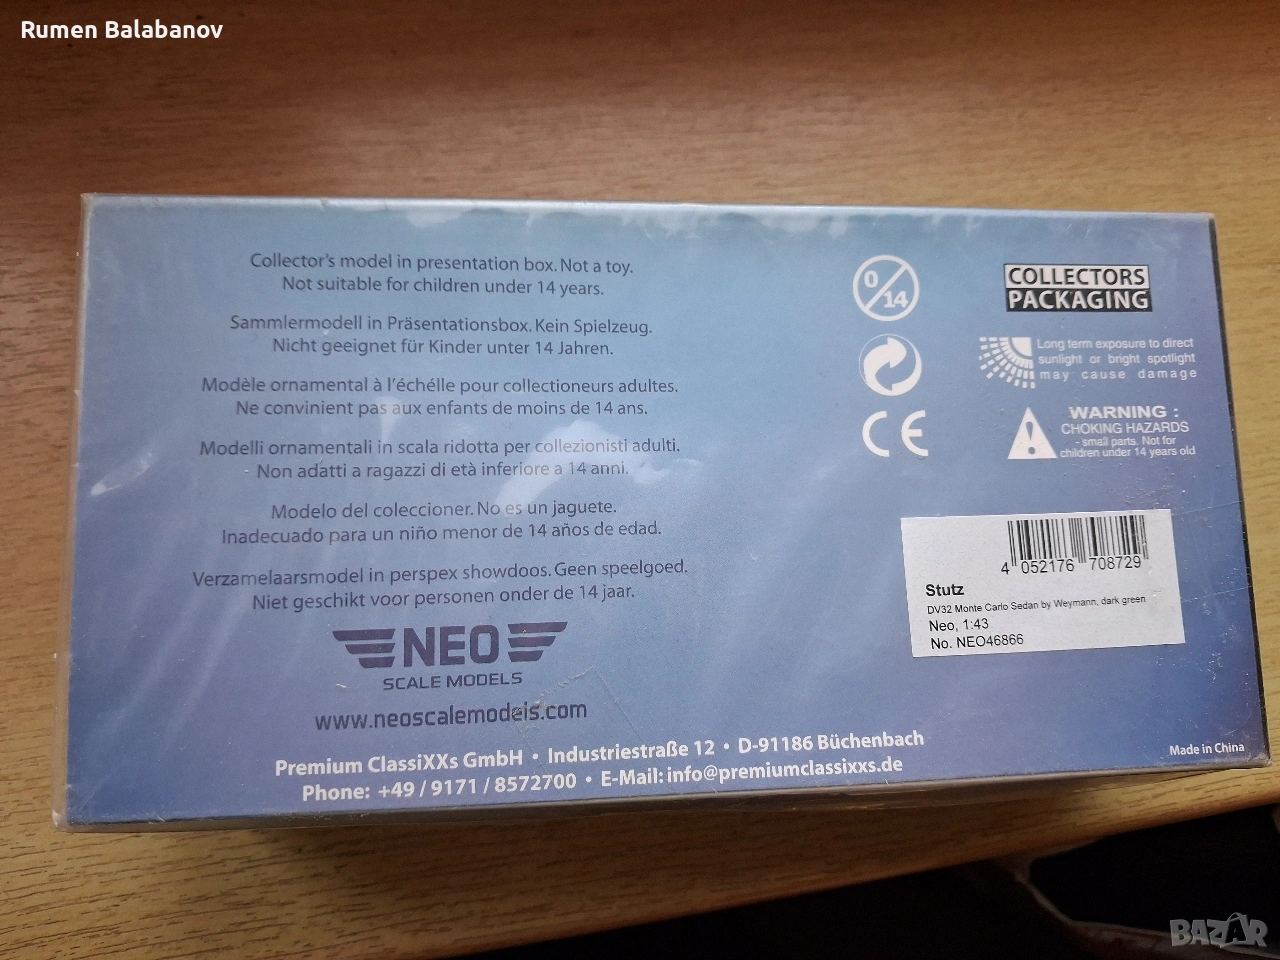 Rumen Balabanov
Collector's model in presentation box. Not a toy.
Not suitable for children under 14 years.
Sammlermodell in Präsentationsbox. Kein Spielzeug.
Nicht geeignet für Kinder unter 14 Jahren.
Modèle ornamental à l'échélle pour collectioneurs adultes.
Ne convinient pas aux enfants de moins de 14 ans.
Modelli ornamentali in scala ridotta per collezionisti adulti.
Non adatti a ragazzi di età inferiore a 14 anni.
Modelo del coleccioner. No es un jaguete.
Inadecuado para un niño menor de 14 años de edad.
Verzamelaarsmodel in perspex showdoos. Geen speelgoed.
Niet geschikt voor personen onder de 14 jaar.
NEO
SCALE MODELS
www.neoscalemodels.com
Premium ClassiXXs GmbH • Industriestraße 12 • D-91186 Büchenbach
Phone: +49 / 9171 / 8572700 • E-Mail: info@premiumclassixxs.de
0/14
CE
COLLECTORS
PACKAGING
Long term exposure to direct
sunlight or bright spotlight
may cause damage
WARNING :
CHOKING HAZARDS
- small parts. Not for
children under 14 years old
4 052176 708729
Stutz
DV32 Monte Carlo Sedan by Weymann, dark green
Neo, 1:43
No. NEO46866
Made in China
BAZAR